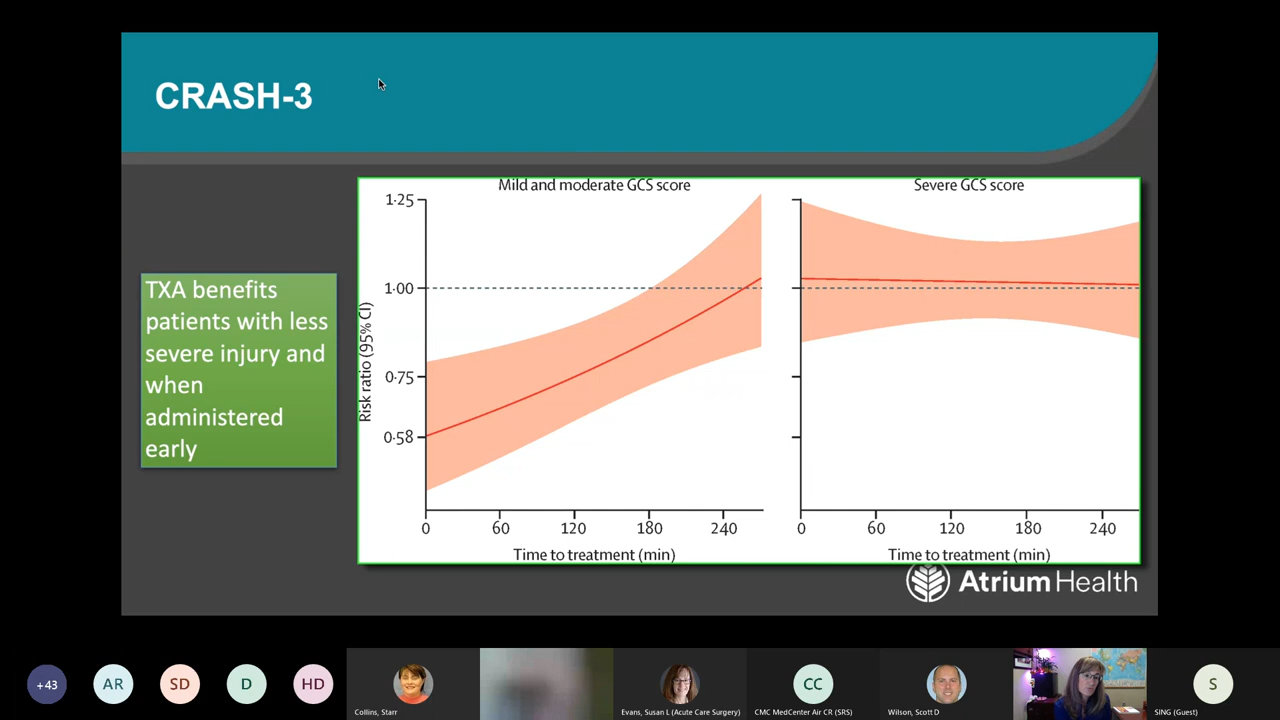 CRASH-3
TXA benefits
patients with less
severe injury and
when
administered
early
Mild and moderate GCS score
Severe GCS score
Risk ratio (95% CI)
1·25
1·00
0·75
0·58
0 60 120 180 240
0 60 120 180 240
Time to treatment (min)
Time to treatment (min)
Atrium Health
+43
AR
SD
D
HD
Collins, Starr
Evans, Susan L (Acute Care Surgery)
CC
CMC MedCenter Air CR (SRS)
Wilson, Scott D
S
SING (Guest)